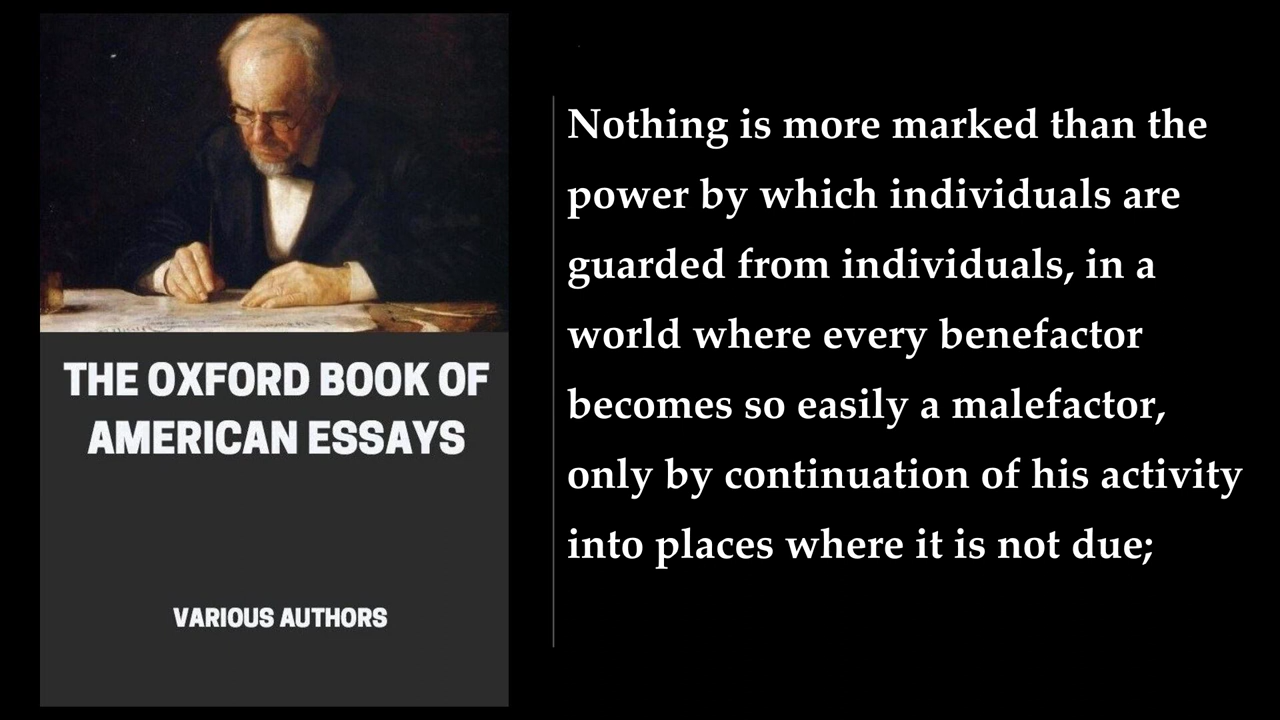 THE OXFORD BOOK OF
AMERICAN ESSAYS
VARIOUS AUTHORS
Nothing is more marked than the
power by which individuals are
guarded from individuals, in a
world where every benefactor
becomes so easily a malefactor,
only by continuation of his activity
into places where it is not due;